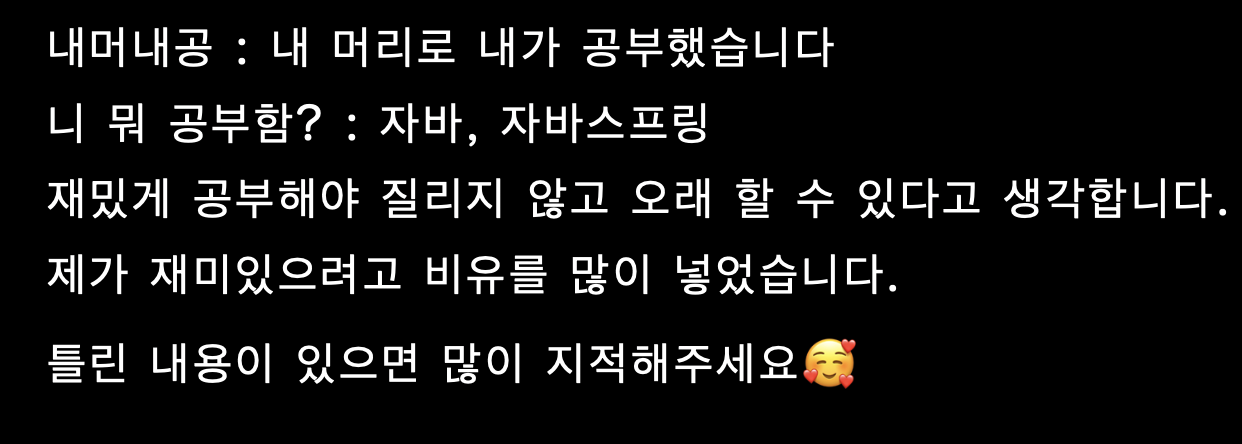 내머내공 : 내 머리로 내가 공부했습니다
니 뭐 공부함? : 자바, 자바스프링
재밌게 공부해야 질리지 않고 오래 할 수 있다고 생각합니다.
제가 재미있으려고 비유를 많이 넣었습니다.
틀린 내용이 있으면 많이 지적해주세요🥰